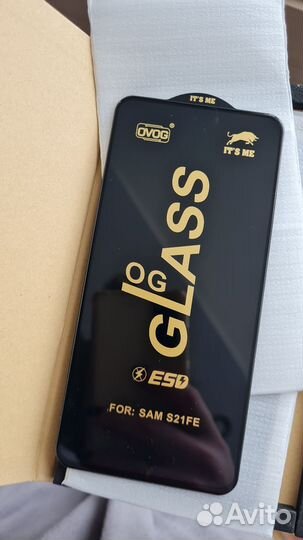 IT'S ME
OVOG®
IT'S ME
OG GLASS
ESD
FOR: SAM S21FE
Avito